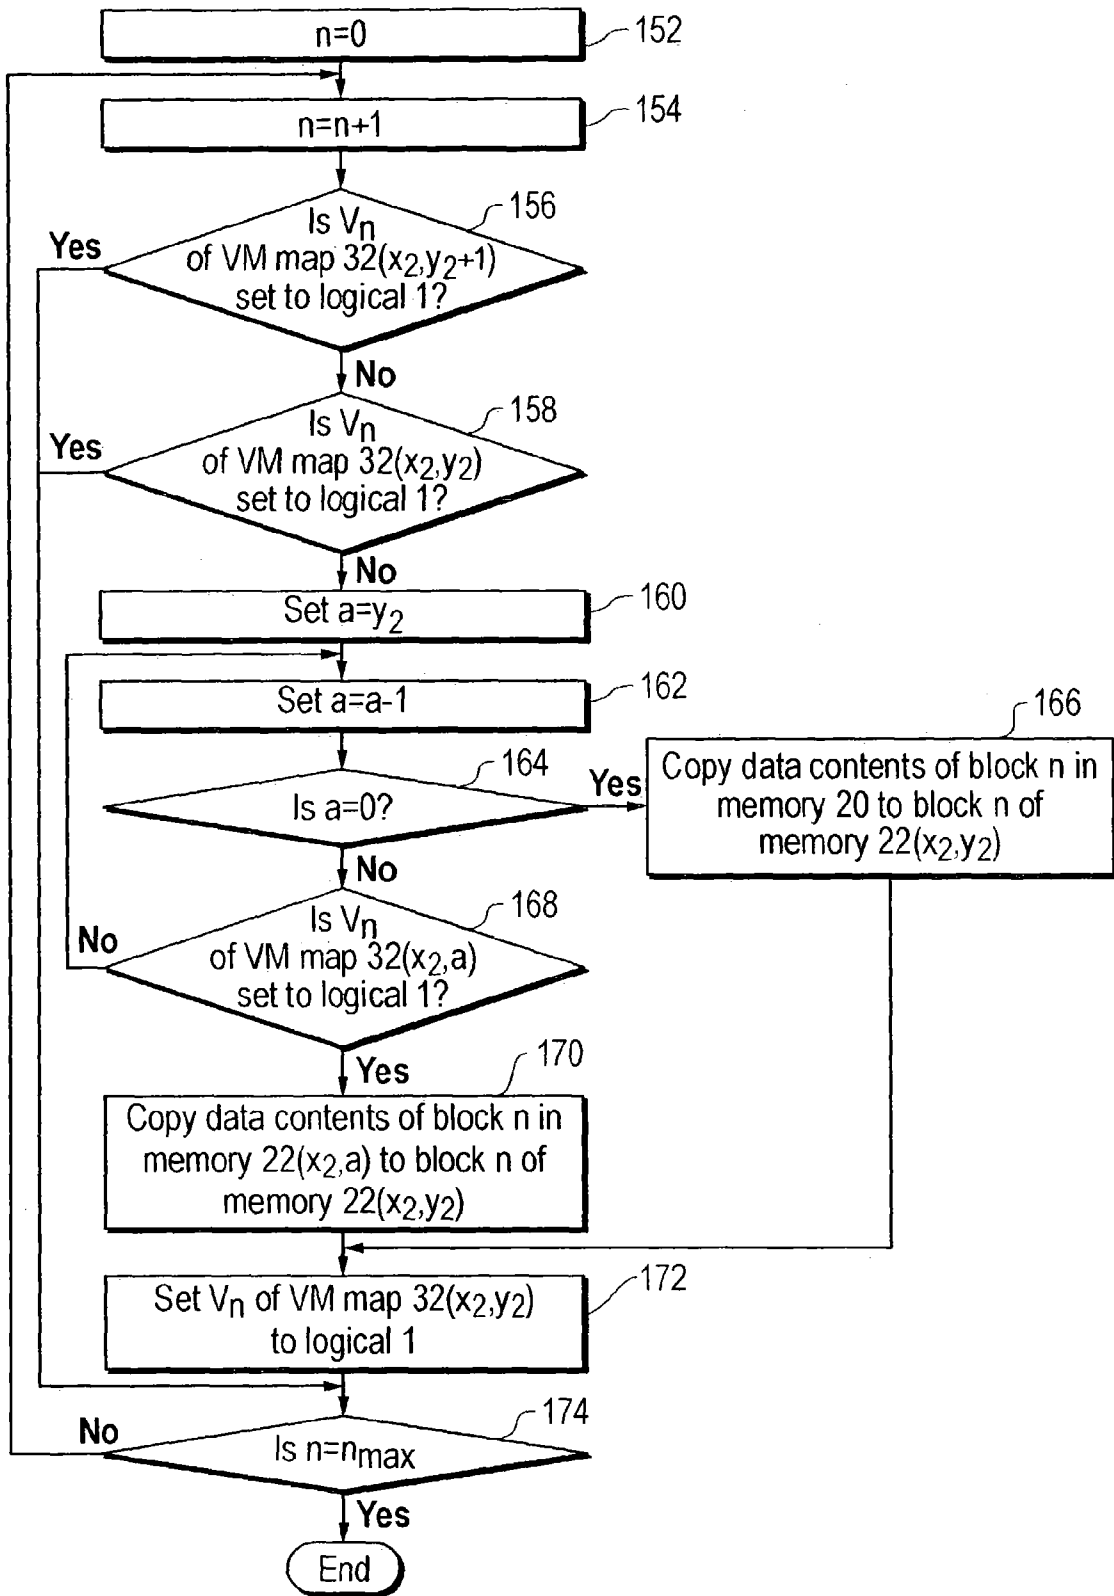 n=0
152
n=n+1
154
Is Vn
of VM map 32(x2,y2+1)
set to logical 1?
156
Yes
No
Is Vn
of VM map 32(x2,y2)
set to logical 1?
158
Yes
No
Set a=y2
160
Set a=a-1
162
Is a=0?
164
Yes
Copy data contents of block n in
memory 20 to block n of
memory 22(x2,y2)
166
No
Is Vn
of VM map 32(x2,a)
set to logical 1?
168
No
Yes
Copy data contents of block n in
memory 22(x2,a) to block n of
memory 22(x2,y2)
170
Set Vn of VM map 32(x2,y2)
to logical 1
172
Is n=nmax
174
No
Yes
End